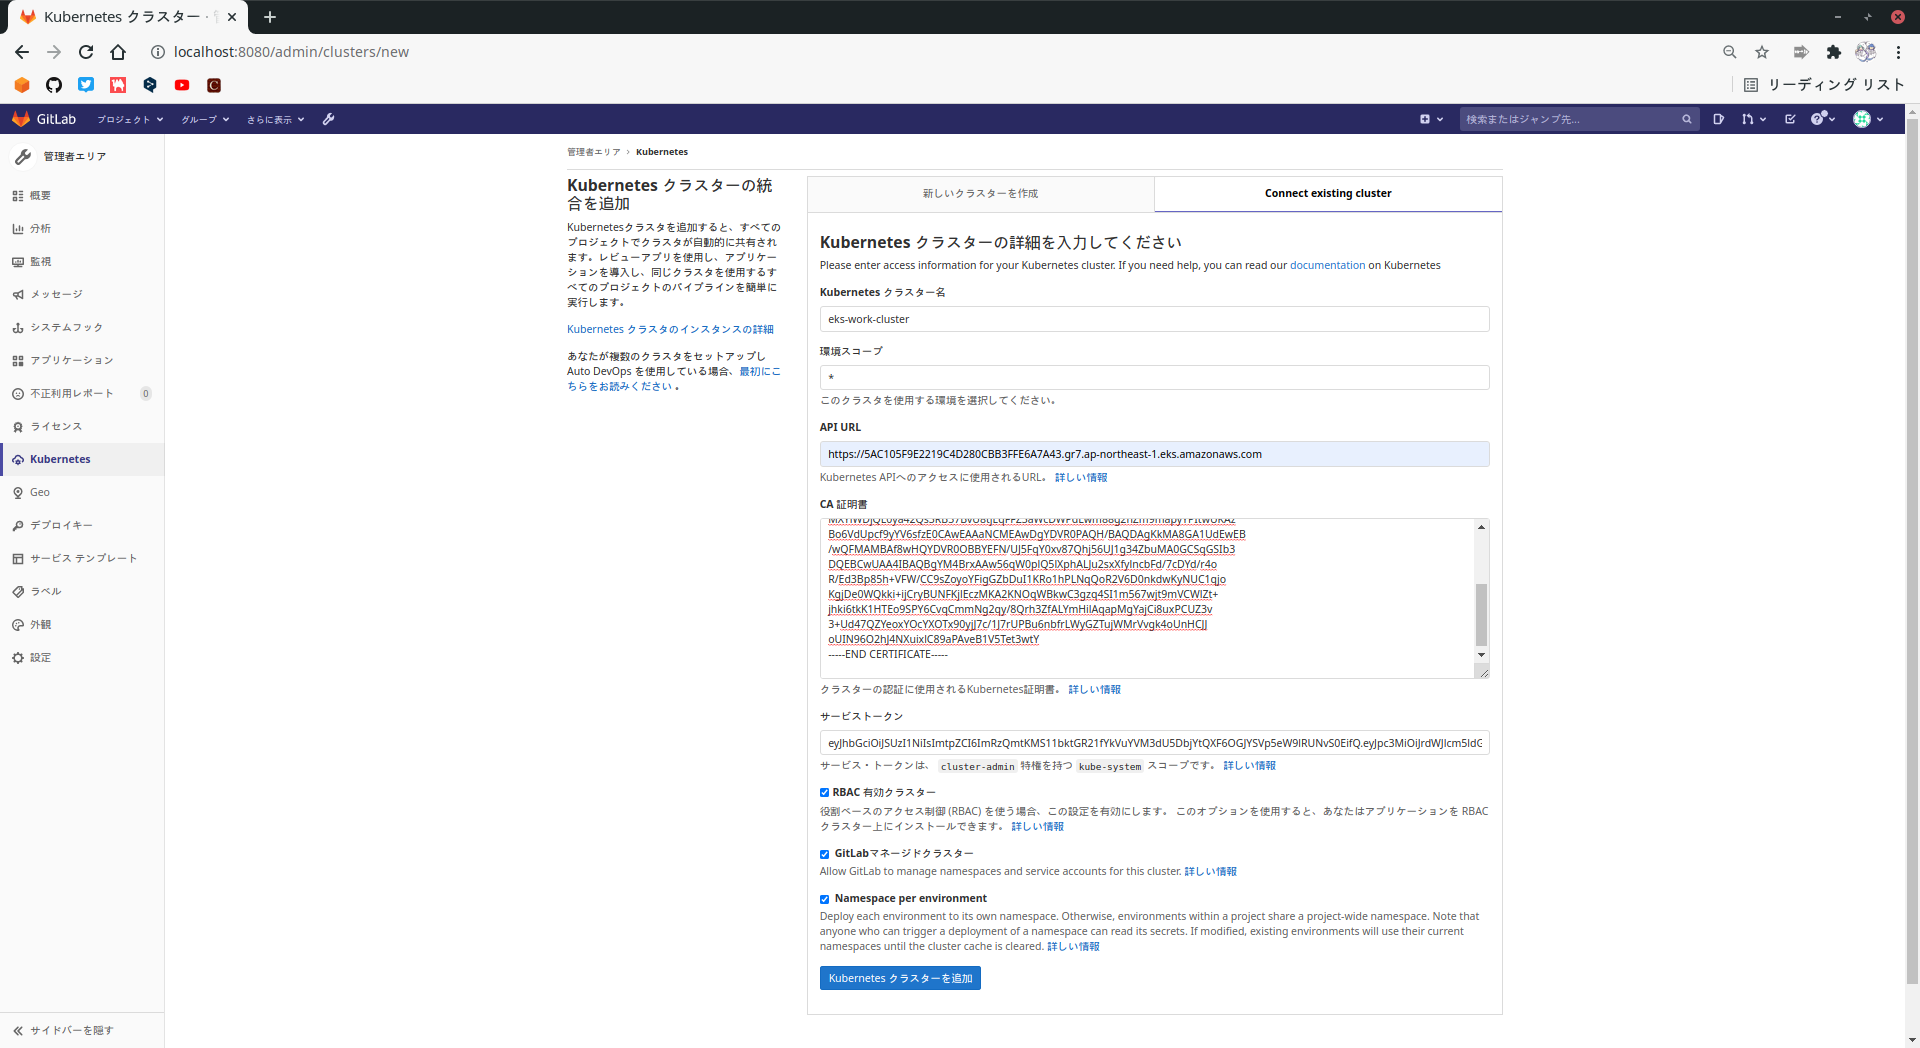 Kubernetes クラスター ·
localhost:8080/admin/clusters/new
リーディング リスト
GitLab
プロジェクト
グループ
さらに表示
検索またはジャンプ先...
管理者エリア
概要
分析
監視
メッセージ
システムフック
アプリケーション
不正利用レポート
0
ライセンス
Kubernetes
Geo
デプロイキー
サービス テンプレート
ラベル
外観
設定
サイドバーを隠す
管理者エリア › Kubernetes
Kubernetes クラスターの統
合を追加
Kubernetesクラスタを追加すると、すべての
プロジェクトでクラスタが自動的に共有され
ます。レビューアプリを使用し、アプリケー
ションを導入し、同じクラスタを使用するす
べてのプロジェクトのパイプラインを簡単に
実行します。
Kubernetes クラスタのインスタンスの詳細
あなたが複数のクラスタをセットアップし
Auto DevOps を使用している場合、最初にこ
ちらをお読みください 。
新しいクラスターを作成
Connect existing cluster
Kubernetes クラスターの詳細を入力してください
Please enter access information for your Kubernetes cluster. If you need help, you can read our documentation on Kubernetes
Kubernetes クラスター名
eks-work-cluster
環境スコープ
*
このクラスタを使用する環境を選択してください。
API URL
https://5AC105F9E2219C4D280CBB3FFE6A7A43.gr7.ap-northeast-1.eks.amazonaws.com
Kubernetes APIへのアクセスに使用されるURL。 詳しい情報
CA 証明書
-----END CERTIFICATE-----
クラスターの認証に使用されるKubernetes証明書。 詳しい情報
サービストークン
サービス・トークンは、 cluster-admin 特権を持つ kube-system スコープです。 詳しい情報
RBAC 有効クラスター
役割ベースのアクセス制御 (RBAC) を使う場合、この設定を有効にします。 このオプションを使用すると、あなたはアプリケーションを RBAC
クラスター上にインストールできます。 詳しい情報
GitLabマネージドクラスター
Allow GitLab to manage namespaces and service accounts for this cluster. 詳しい情報
Namespace per environment
Deploy each environment to its own namespace. Otherwise, environments within a project share a project-wide namespace. Note that
anyone who can trigger a deployment of a namespace can read its secrets. If modified, existing environments will use their current
namespaces until the cluster cache is cleared. 詳しい情報
Kubernetes クラスターを追加